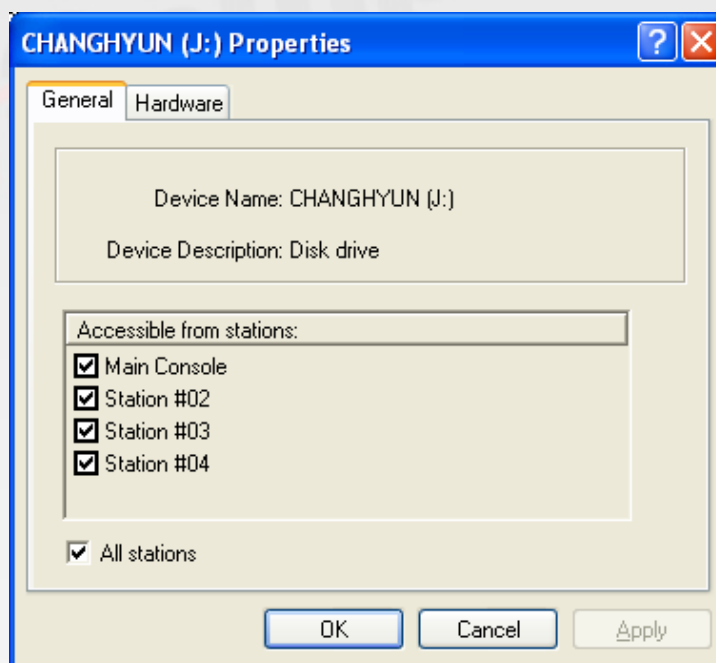 CHANGHYUN (J:) Properties
General Hardware
Device Name: CHANGHYUN (J:)
Device Description: Disk drive
Accessible from stations:
Main Console
Station #02
Station #03
Station #04
All stations
OK Cancel Apply